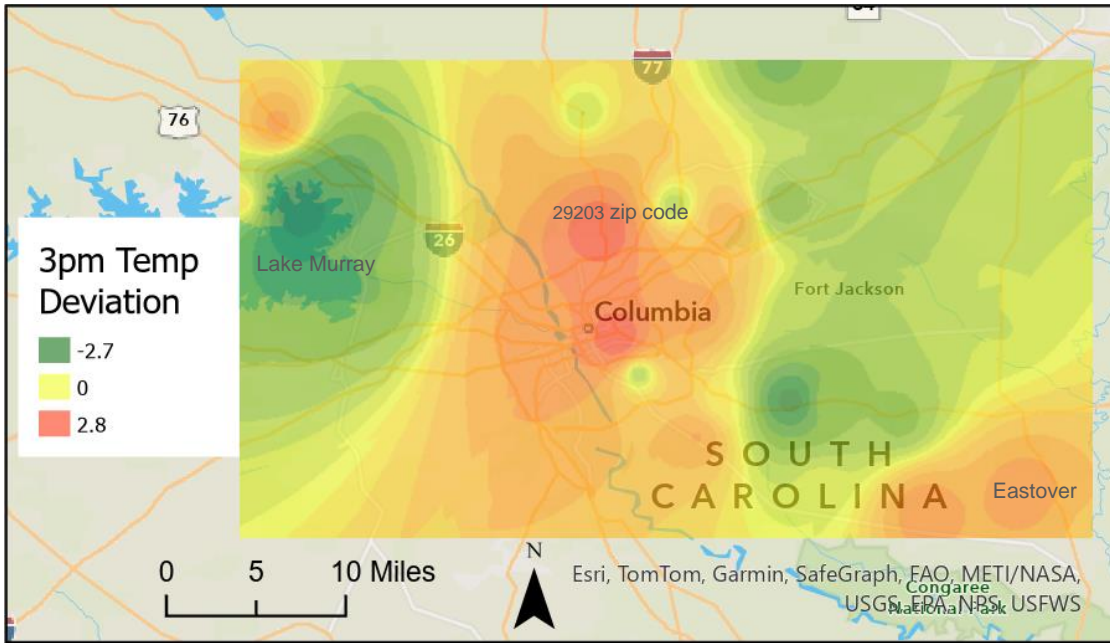 77
76
29203 zip code
26
Lake Murray
3pm Temp
Deviation
-2.7
0
2.8
Fort Jackson
Columbia
SOUTH
CAROLINA
Eastover
0 5 10 Miles
N
Esri, TomTom, Garmin, SafeGraph, FAO, METI/NASA,
USGS, EPA, NPS, USFWS
Congaree
National Park